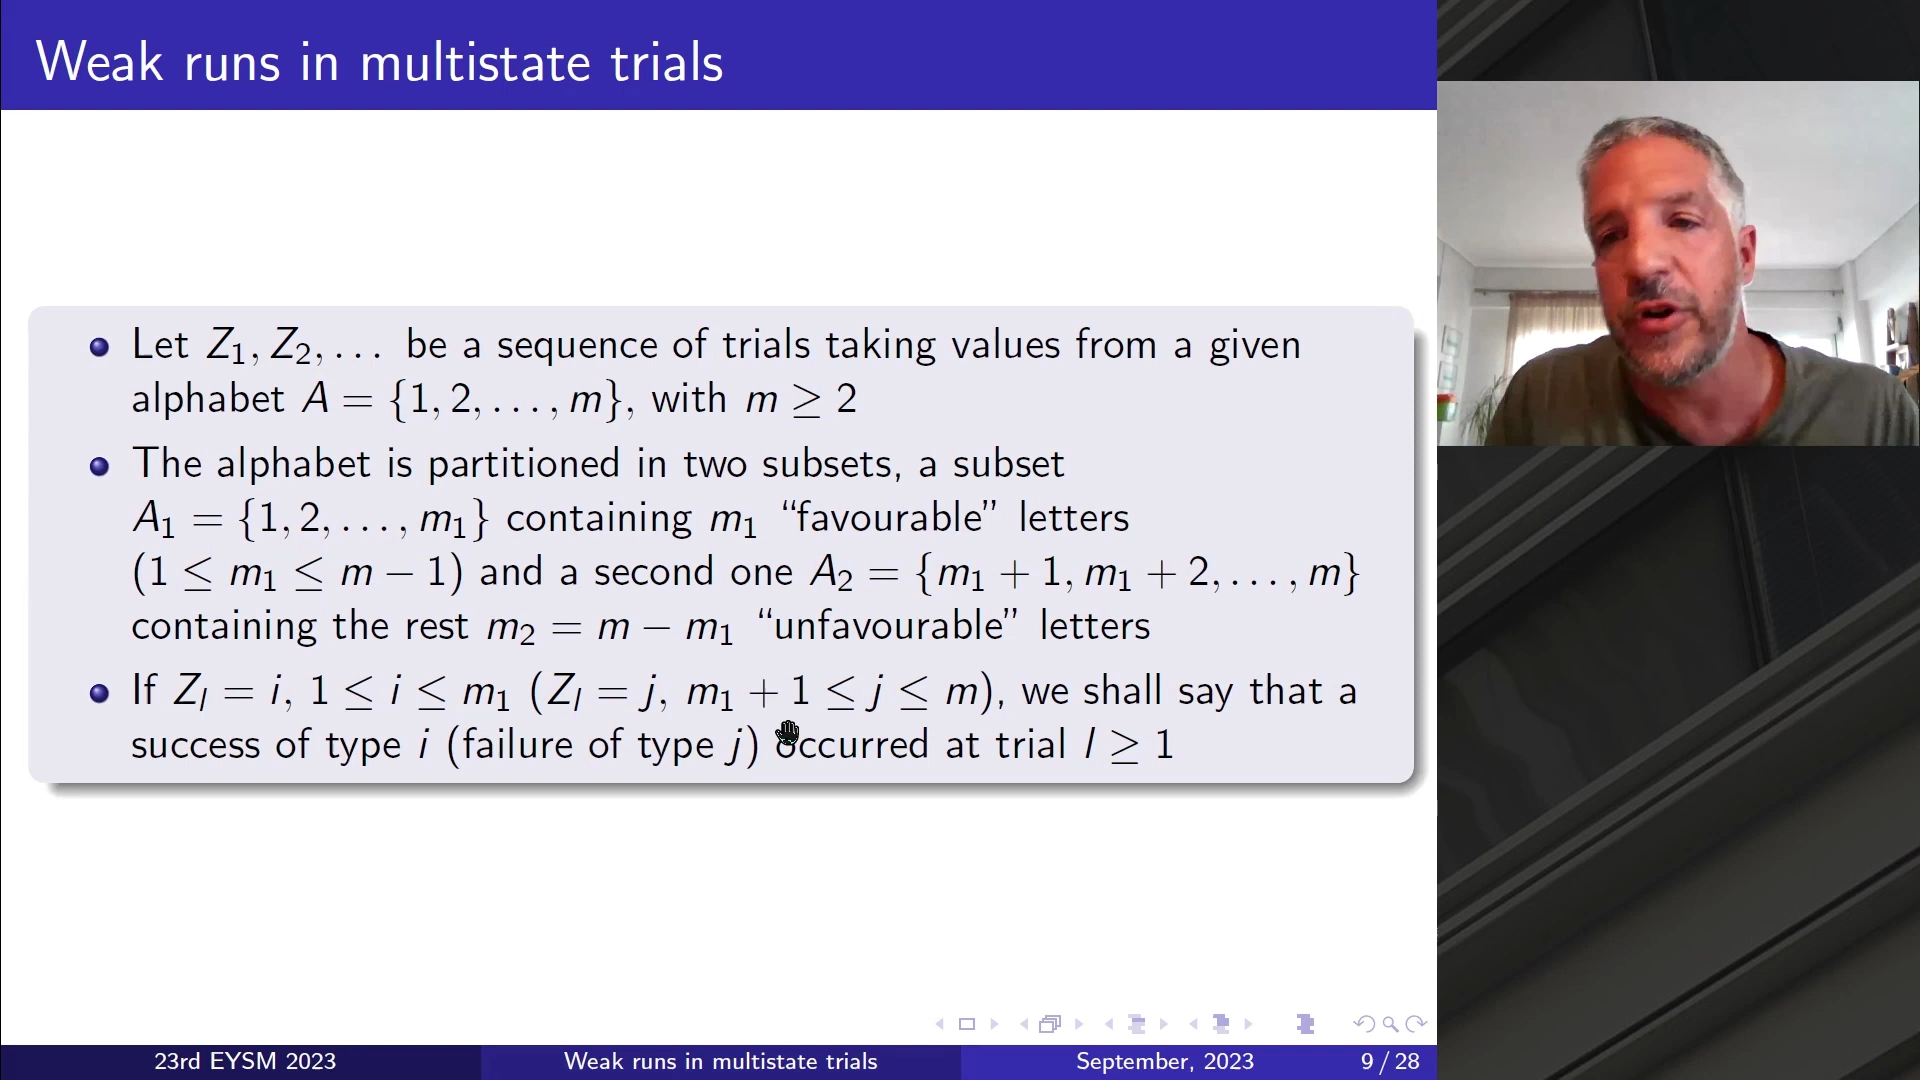 Weak runs in multistate trials
Let Z₁, Z₂, . . . be a sequence of trials taking values from a given
alphabet A = {1, 2, . . . , m}, with m ≥ 2
The alphabet is partitioned in two subsets, a subset
A₁ = {1, 2, . . . , m₁} containing m₁ “favourable” letters
(1 ≤ m₁ ≤ m − 1) and a second one A₂ = {m₁ + 1, m₁ + 2, . . . , m}
containing the rest m₂ = m − m₁ “unfavourable” letters
If Z_l = i, 1 ≤ i ≤ m₁ (Z_l = j, m₁ + 1 ≤ j ≤ m), we shall say that a
success of type i (failure of type j) occurred at trial l ≥ 1
23rd EYSM 2023
Weak runs in multistate trials
September, 2023
9 / 28